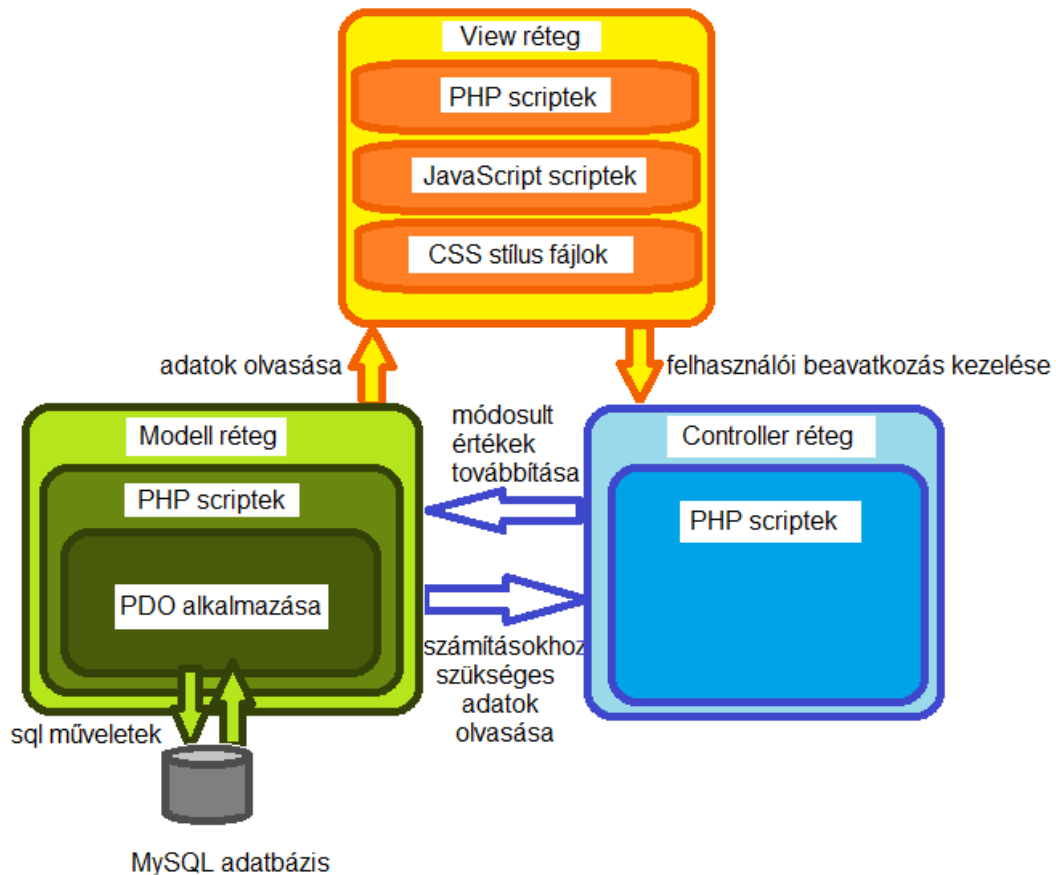 View réteg
PHP scriptek
JavaScript scriptek
CSS stílus fájlok
adatok olvasása
felhasználói beavatkozás kezelése
Modell réteg
PHP scriptek
PDO alkalmazása
módosult
értékek
továbbítása
Controller réteg
PHP scriptek
számításokhoz
szükséges
adatok
olvasása
sql műveletek
MySQL adatbázis